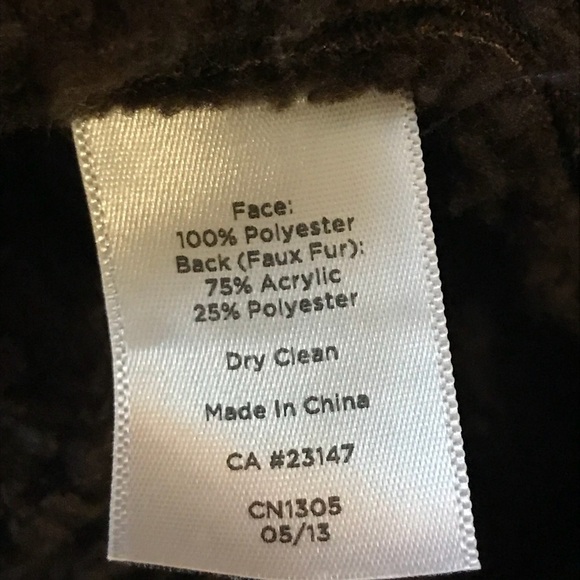 Face:
100% Polyester
Back (Faux Fur):
75% Acrylic
25% Polyester
Dry Clean
Made In China
CA #23147
CN1305
05/13